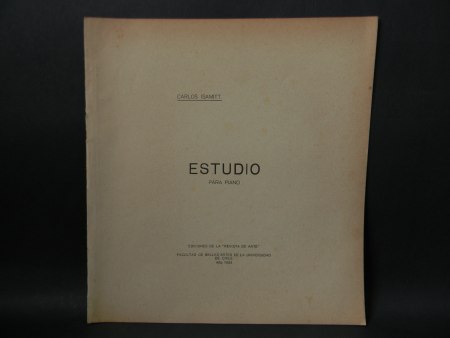 CARLOS ISAMITT
ESTUDIO
PARA PIANO
EDICIONES DE LA "REVISTA DE ARTE"
FACULTAD DE BELLAS ARTES DE LA UNIVERSIDAD
DE CHILE